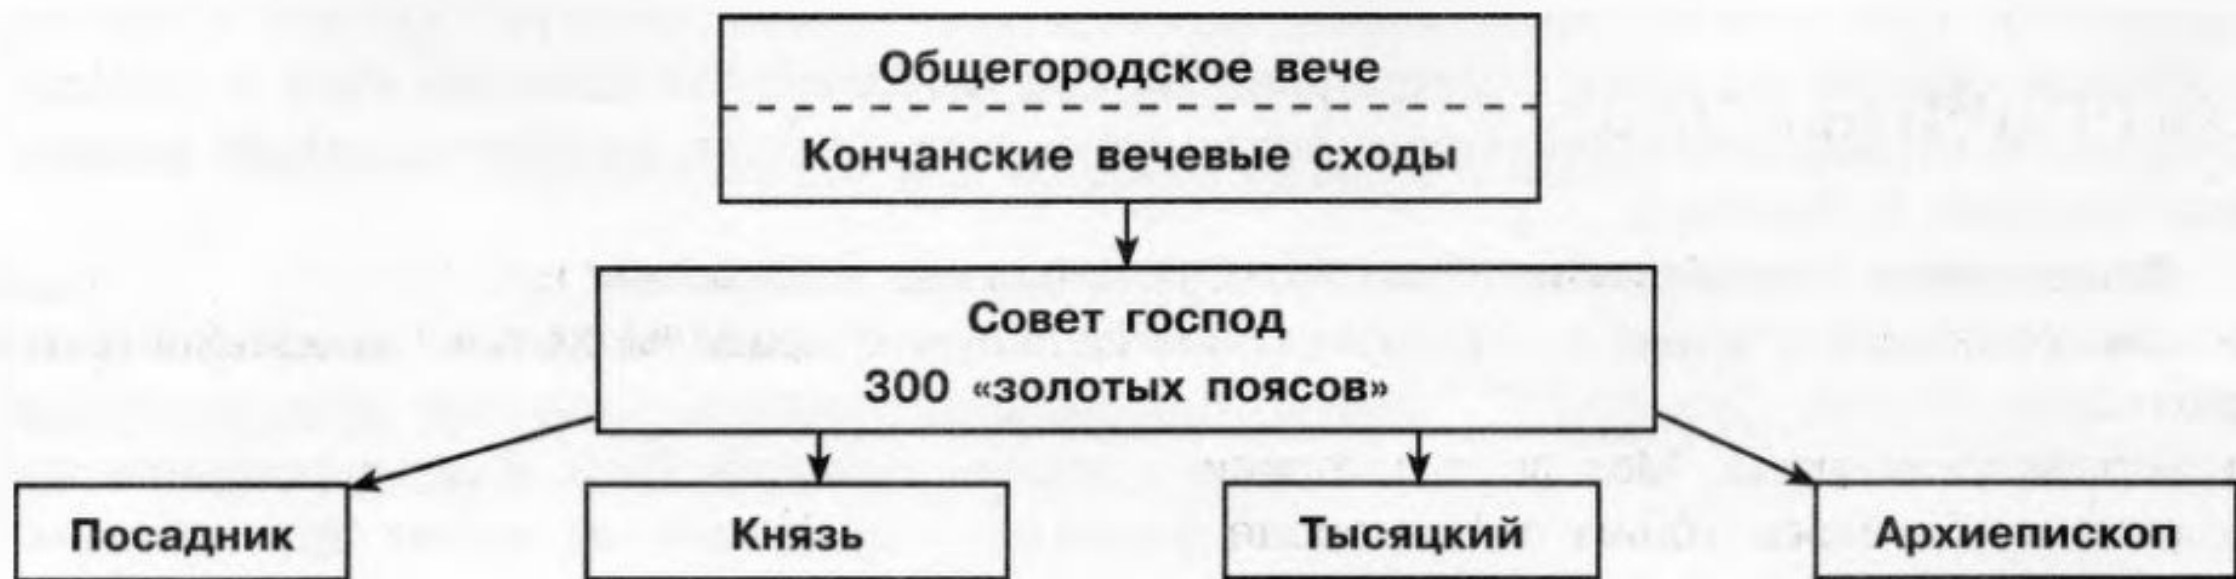 Общегородское вече
Кончанские вечевые сходы
Совет господ
300 «золотых поясов»
Посадник
Князь
Тысяцкий
Архиепископ